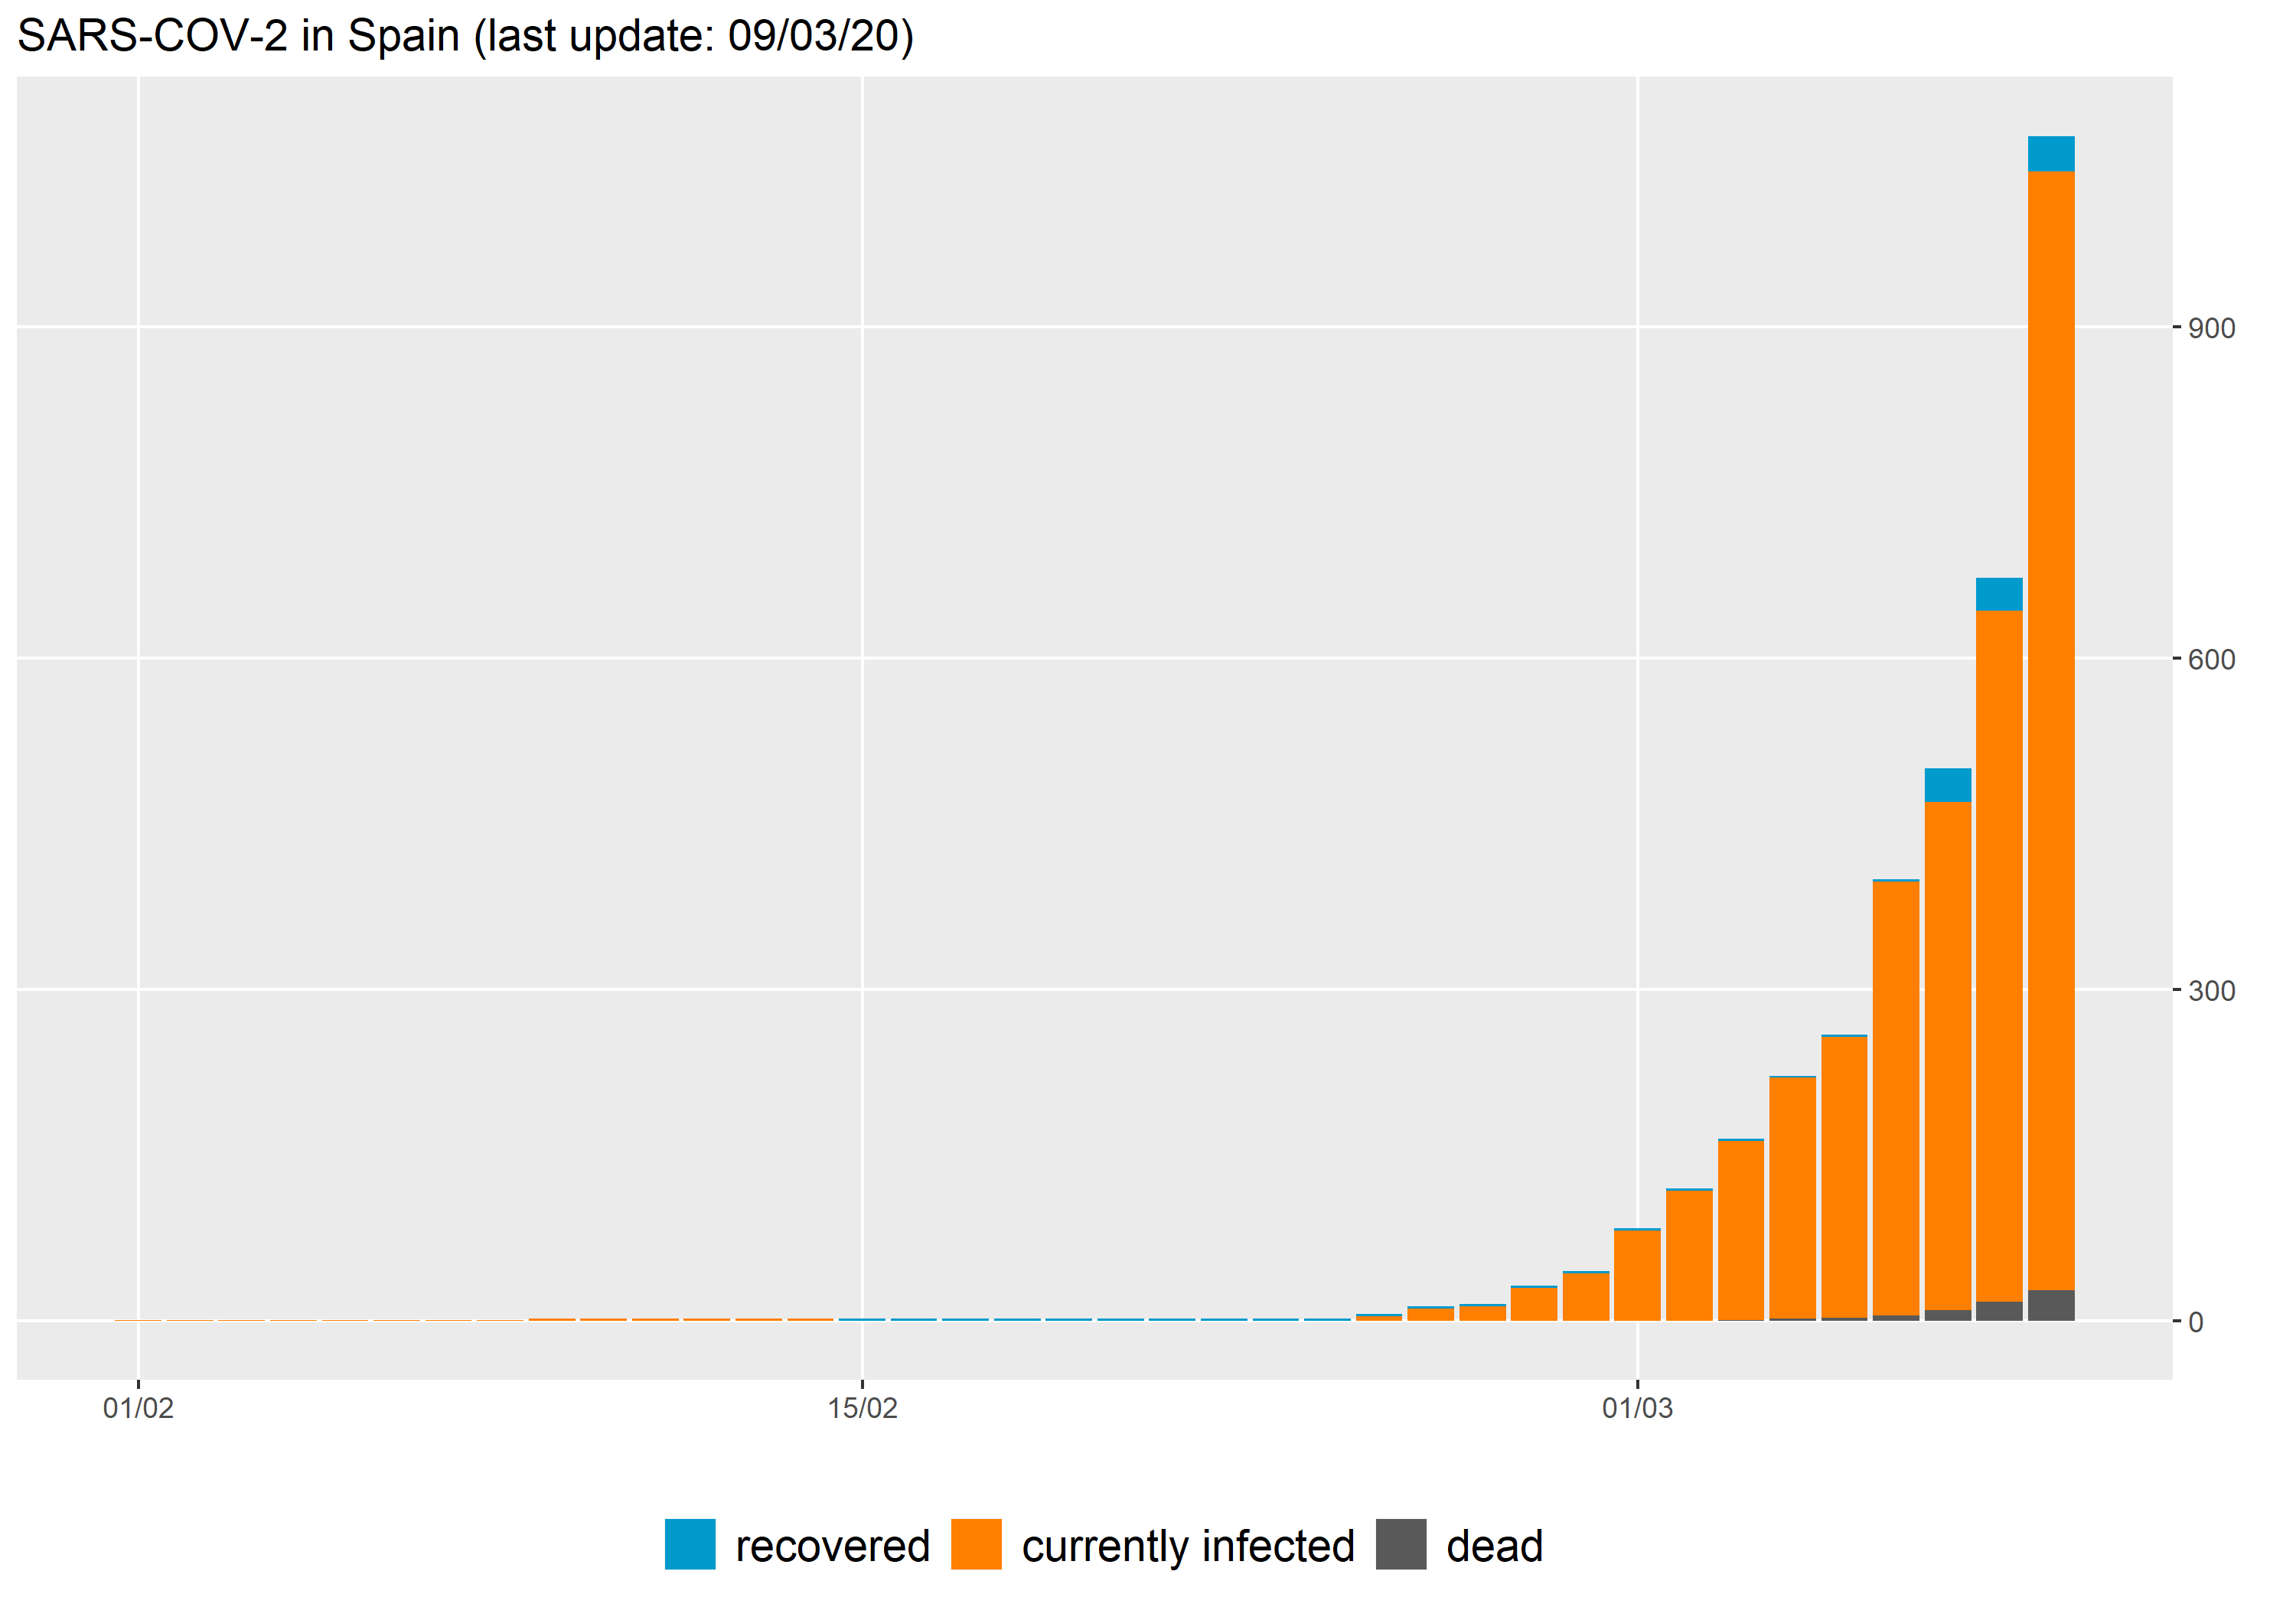 SARS-COV-2 in Spain (last update: 09/03/20)
900
600
300
0
01/02 15/02 01/03
recovered currently infected dead